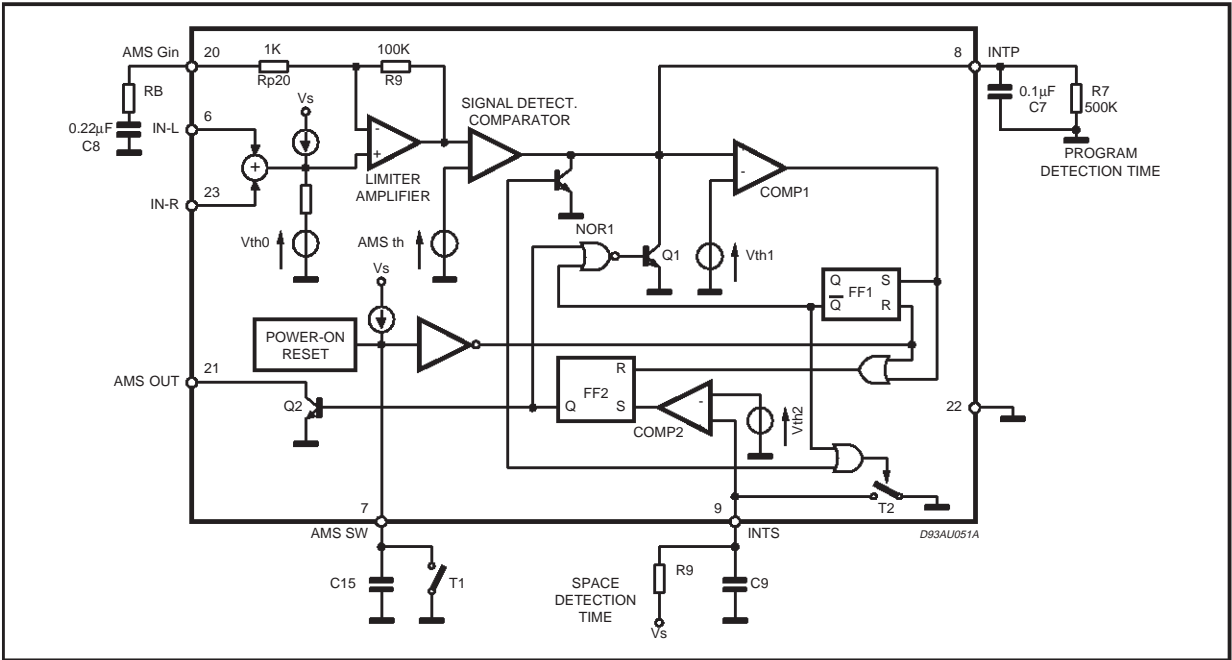 AMS Gin
20
1K
Rp20
100K
R9
8
INTP
RB
0.22µF
C8
6
IN-L
Vs
+
-
+
LIMITER
AMPLIFIER
SIGNAL DETECT.
COMPARATOR
-
COMP1
0.1µF
C7
R7
500K
PROGRAM
DETECTION TIME
23
IN-R
Vth0
AMS th
NOR1
Q1
Vth1
Vs
Q
S
FF1
Q
R
POWER-ON
RESET
21
AMS OUT
Q2
R
FF2
Q
S
COMP2
-
Vth2
22
T2
7
AMS SW
9
INTS
D93AU051A
C15
T1
SPACE
DETECTION
TIME
R9
Vs
C9